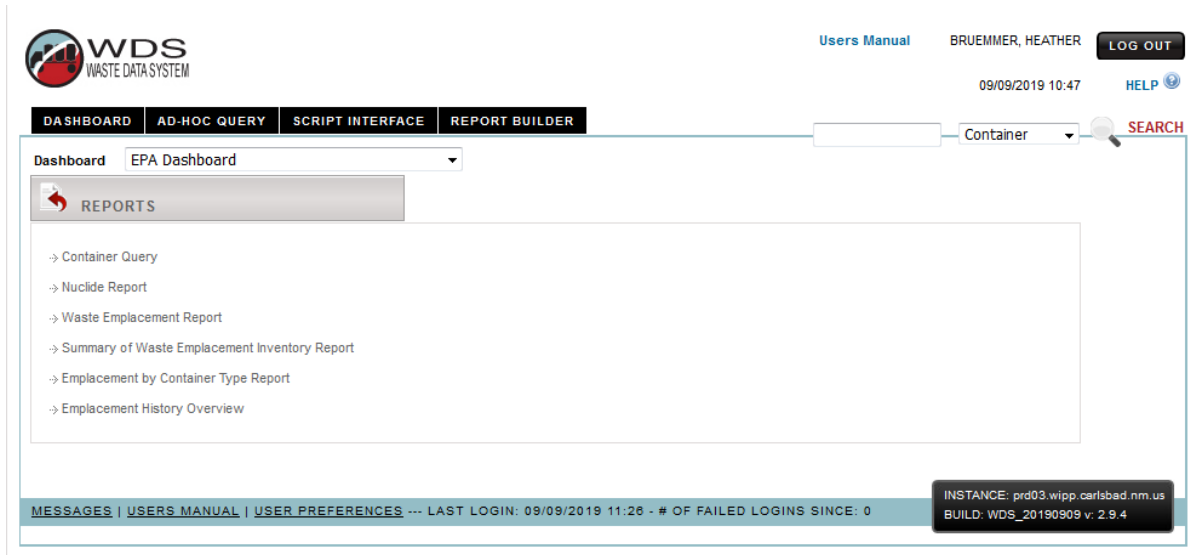 WDS
WASTE DATA SYSTEM
Users Manual BRUEMMER, HEATHER LOG OUT
09/09/2019 10:47 HELP ?
DASHBOARD AD-HOC QUERY SCRIPT INTERFACE REPORT BUILDER
Container SEARCH
Dashboard EPA Dashboard
REPORTS
Container Query
Nuclide Report
Waste Emplacement Report
Summary of Waste Emplacement Inventory Report
Emplacement by Container Type Report
Emplacement History Overview
INSTANCE: prd03.wipp.carlsbad.nm.us
MESSAGES | USERS MANUAL | USER PREFERENCES --- LAST LOGIN: 09/09/2019 11:26 - # OF FAILED LOGINS SINCE: 0
BUILD: WDS_20190909 v: 2.9.4